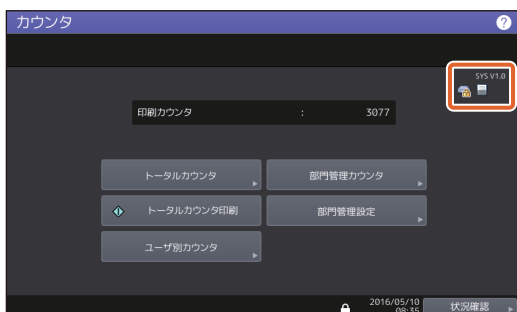 カウンタ ?
SYS V1.0
印刷カウンタ : 3077
トータルカウンタ 部門管理カウンタ
トータルカウンタ印刷 部門管理設定
ユーザ別カウンタ
2016/05/10
08:35 状況確認